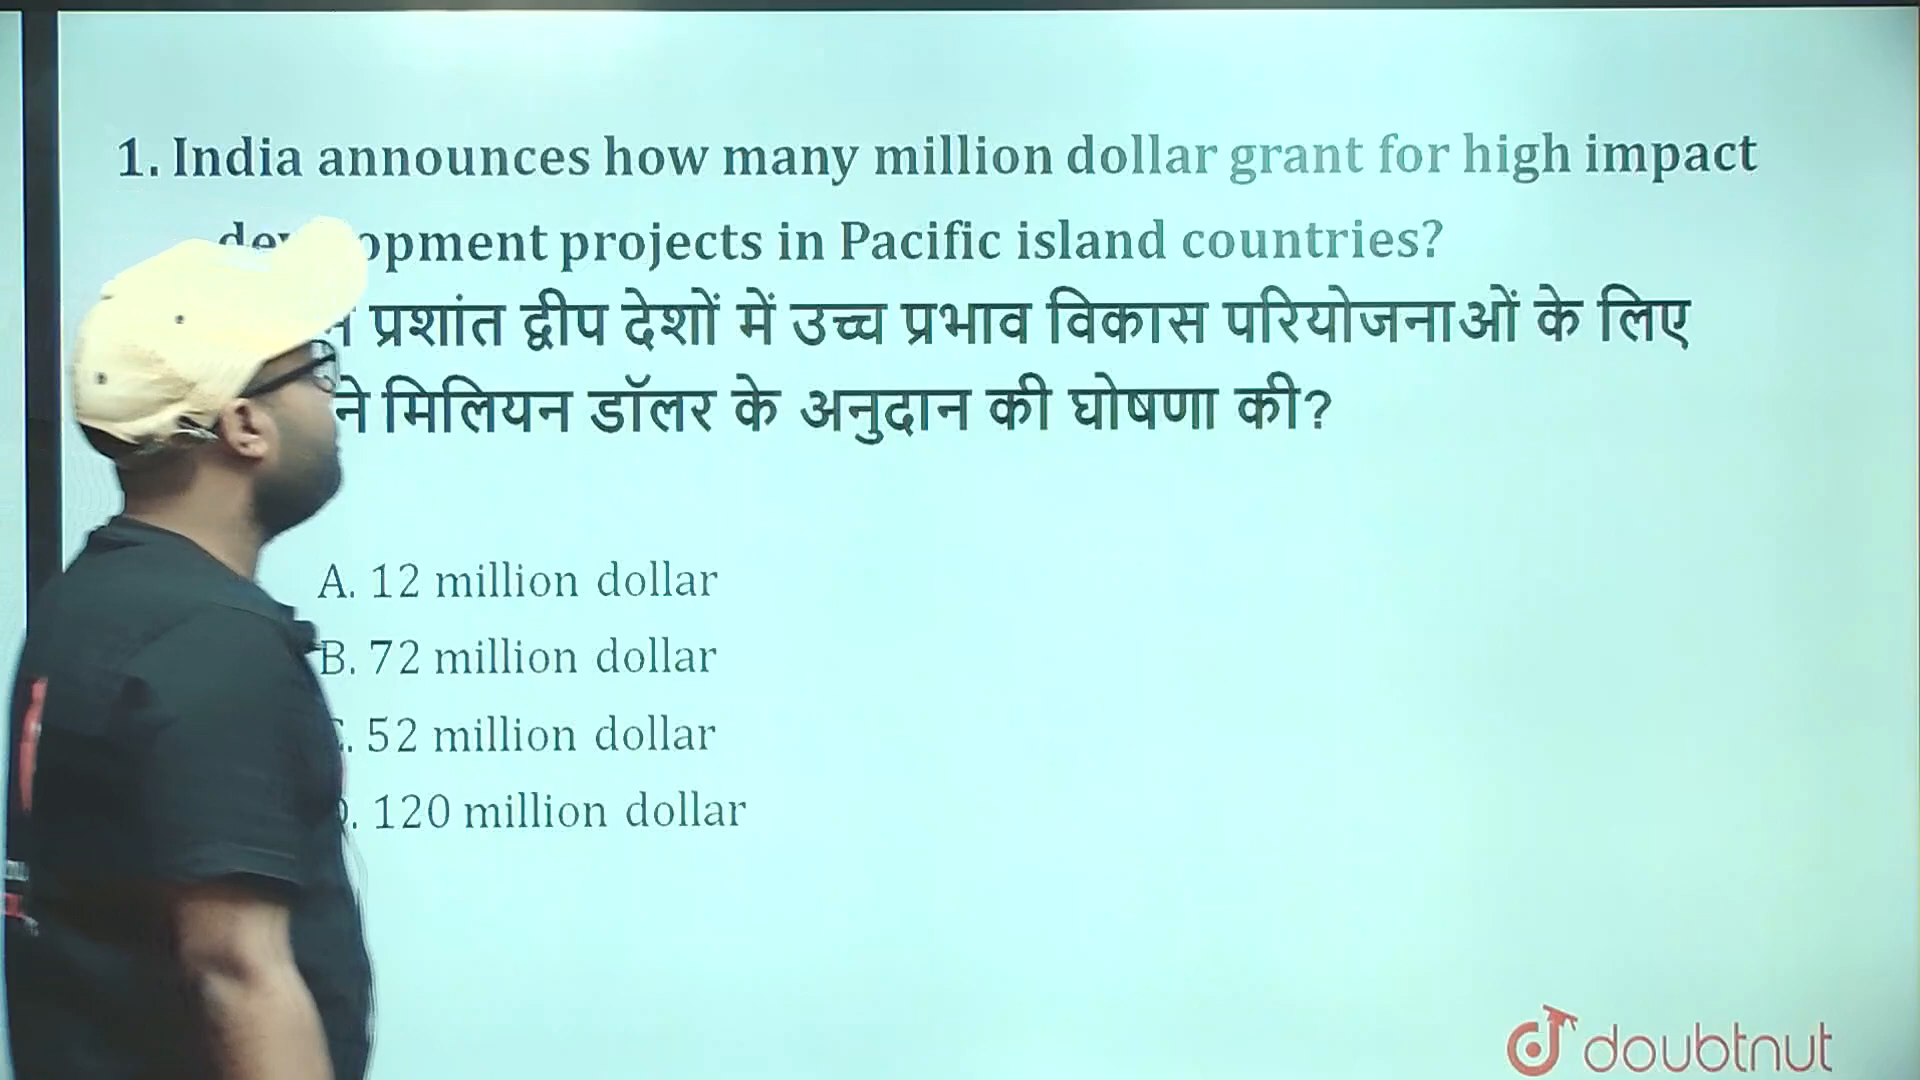 1. India announces how many million dollar grant for high impact
opment projects in Pacific island countries?
प्रशांत द्वीप देशों में उच्च प्रभाव विकास परियोजनाओं के लिए
ने मिलियन डॉलर के अनुदान की घोषणा की?
A. 12 million dollar
B. 72 million dollar
. 52 million dollar
. 120 million dollar
doubtnut